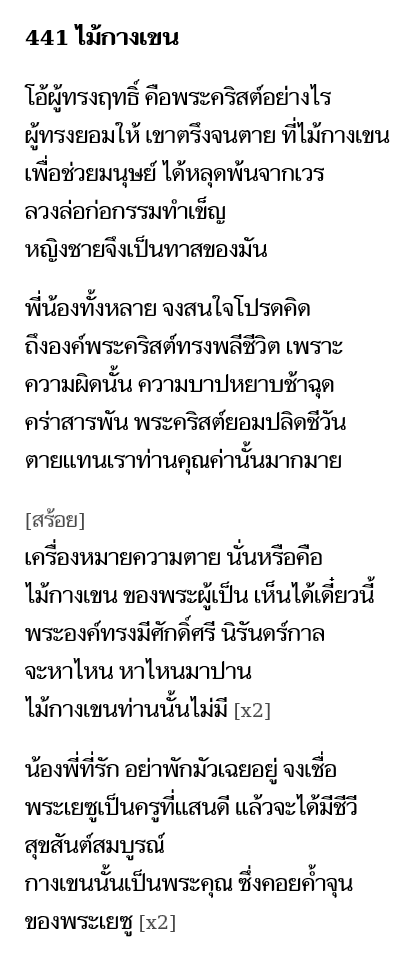 441 ไม้กางเขน
โอ้ผู้ทรงฤทธิ์ คือพระคริสต์อย่างไร
ผู้ทรงยอมให้ เขาตรึงจนตาย ที่ไม้กางเขน
เพื่อช่วยมนุษย์ ได้หลุดพ้นจากเวร
ลวงล่อก่อกรรมทำเข็ญ
หญิงชายจึงเป็นทาสของมัน
พี่น้องทั้งหลาย จงสนใจโปรดคิด
ถึงองค์พระคริสต์ทรงพลีชีวิต เพราะ
ความผิดนั้น ความบาปหยาบช้าฉุด
คร่าสารพัน พระคริสต์ยอมปลิดชีวัน
ตายแทนเราท่านคุณค่านั้นมากมาย
[สร้อย]
เครื่องหมายความตาย นั่นหรือคือ
ไม้กางเขน ของพระผู้เป็น เห็นได้เดี๋ยวนี้
พระองค์ทรงมีศักดิ์ศรี นิรันดร์กาล
จะหาไหน หาไหนมาปาน
ไม้กางเขนท่านนั้นไม่มี [x2]
น้องพี่ที่รัก อย่าพักมัวเฉยอยู่ จงเชื่อ
พระเยซูเป็นครูที่แสนดี แล้วจะได้มีชีวี
สุขสันต์สมบูรณ์
กางเขนนั้นเป็นพระคุณ ซึ่งคอยค้ำจุน
ของพระเยซู [x2]